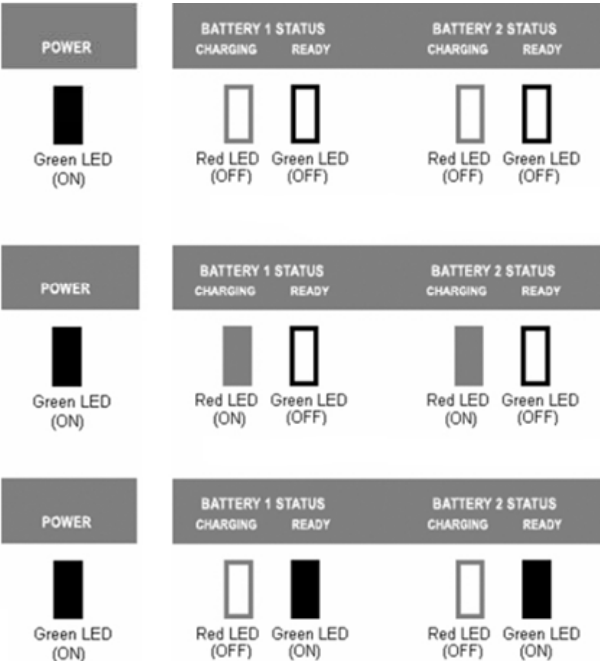 POWER
BATTERY 1 STATUS
CHARGING READY
BATTERY 2 STATUS
CHARGING READY
Green LED
(ON)
Red LED
(OFF)
Green LED
(OFF)
Red LED
(OFF)
Green LED
(OFF)
POWER
BATTERY 1 STATUS
CHARGING READY
BATTERY 2 STATUS
CHARGING READY
Green LED
(ON)
Red LED
(ON)
Green LED
(OFF)
Red LED
(ON)
Green LED
(OFF)
POWER
BATTERY 1 STATUS
CHARGING READY
BATTERY 2 STATUS
CHARGING READY
Green LED
(ON)
Red LED
(OFF)
Green LED
(ON)
Red LED
(OFF)
Green LED
(ON)